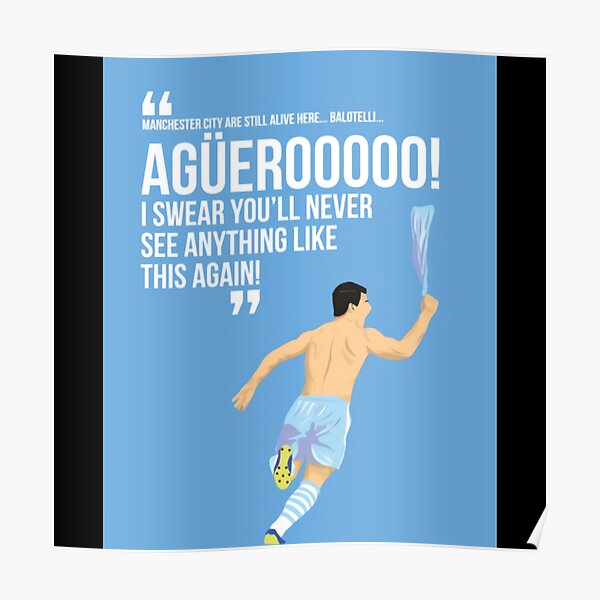 “
MANCHESTER CITY ARE STILL ALIVE HERE... BALOTELLI...
AGÜEROOOOO!
I SWEAR YOU'LL NEVER
SEE ANYTHING LIKE
THIS AGAIN!
”